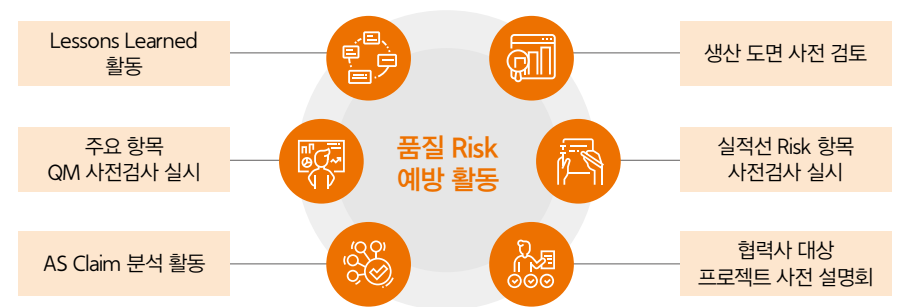 Lessons Learned
활동
생산 도면 사전 검토
주요 항목
QM 사전검사 실시
품질 Risk
예방 활동
실적선 Risk 항목
사전검사 실시
AS Claim 분석 활동
협력사 대상
프로젝트 사전 설명회